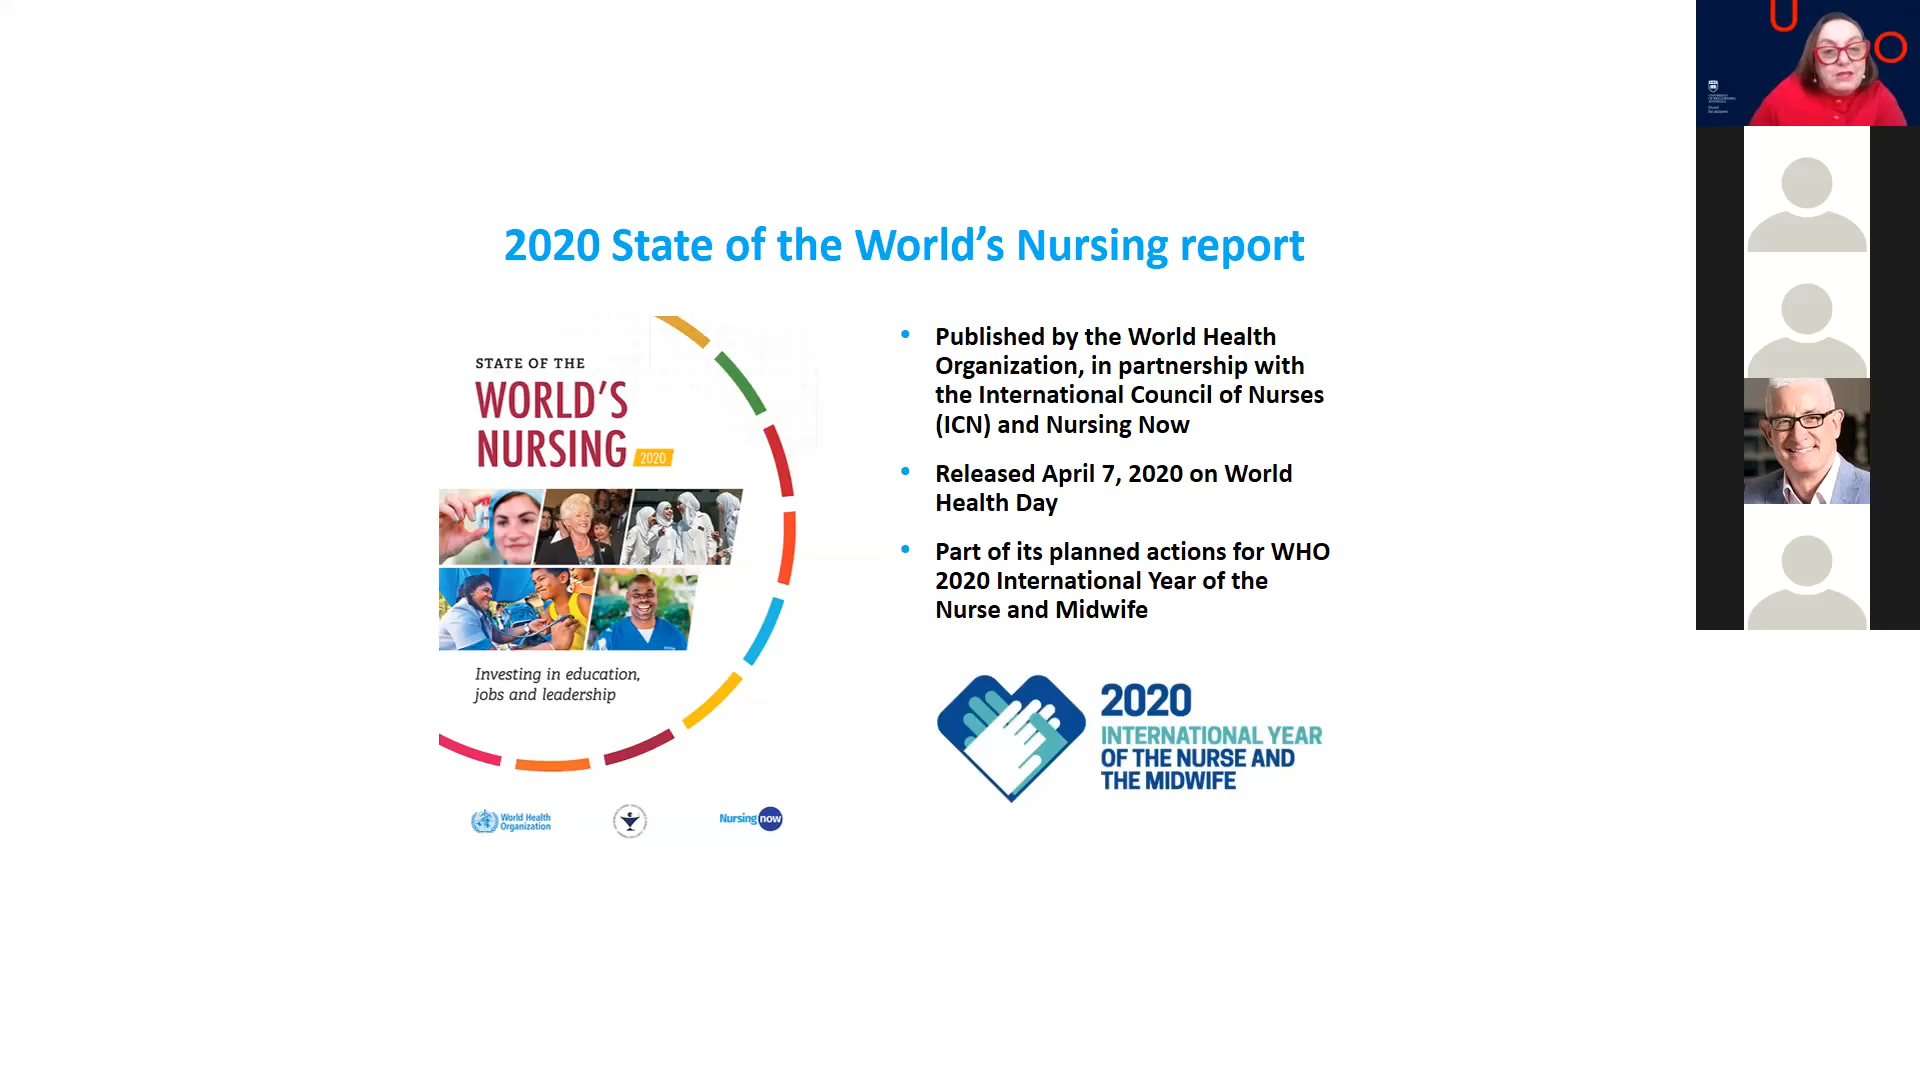 2020 State of the World's Nursing report
STATE OF THE
WORLD'S
NURSING 2020
Investing in education,
jobs and leadership
World Health
Organization
Nursing now
• Published by the World Health
Organization, in partnership with
the International Council of Nurses
(ICN) and Nursing Now
• Released April 7, 2020 on World
Health Day
• Part of its planned actions for WHO
2020 International Year of the
Nurse and Midwife
2020
INTERNATIONAL YEAR
OF THE NURSE AND
THE MIDWIFE
U O